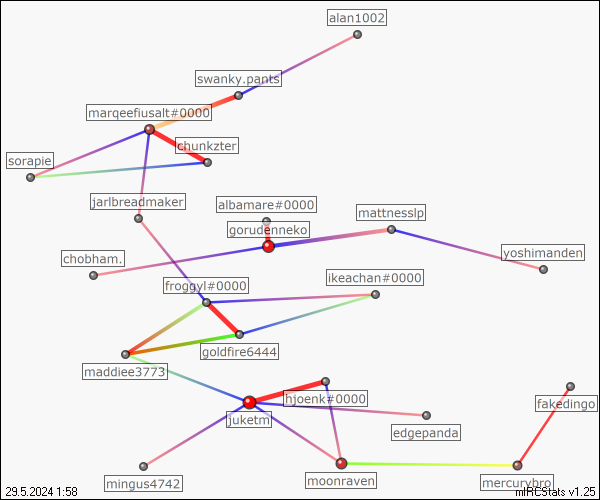 alan1002
swanky.pants
marqeefiusalt#0000
chunkzter
sorapie
jarlbreadmaker
albamare#0000
mattnesslp
gorudenneko
chobham.
yoshimanden
froggyl#0000
ikeachan#0000
goldfire6444
maddiee3773
hjoenk#0000
fakedingo
juketm
edgepanda
mingus4742
moonraven
mercurybro
29.5.2024 1:58
mIRCStats v1.25